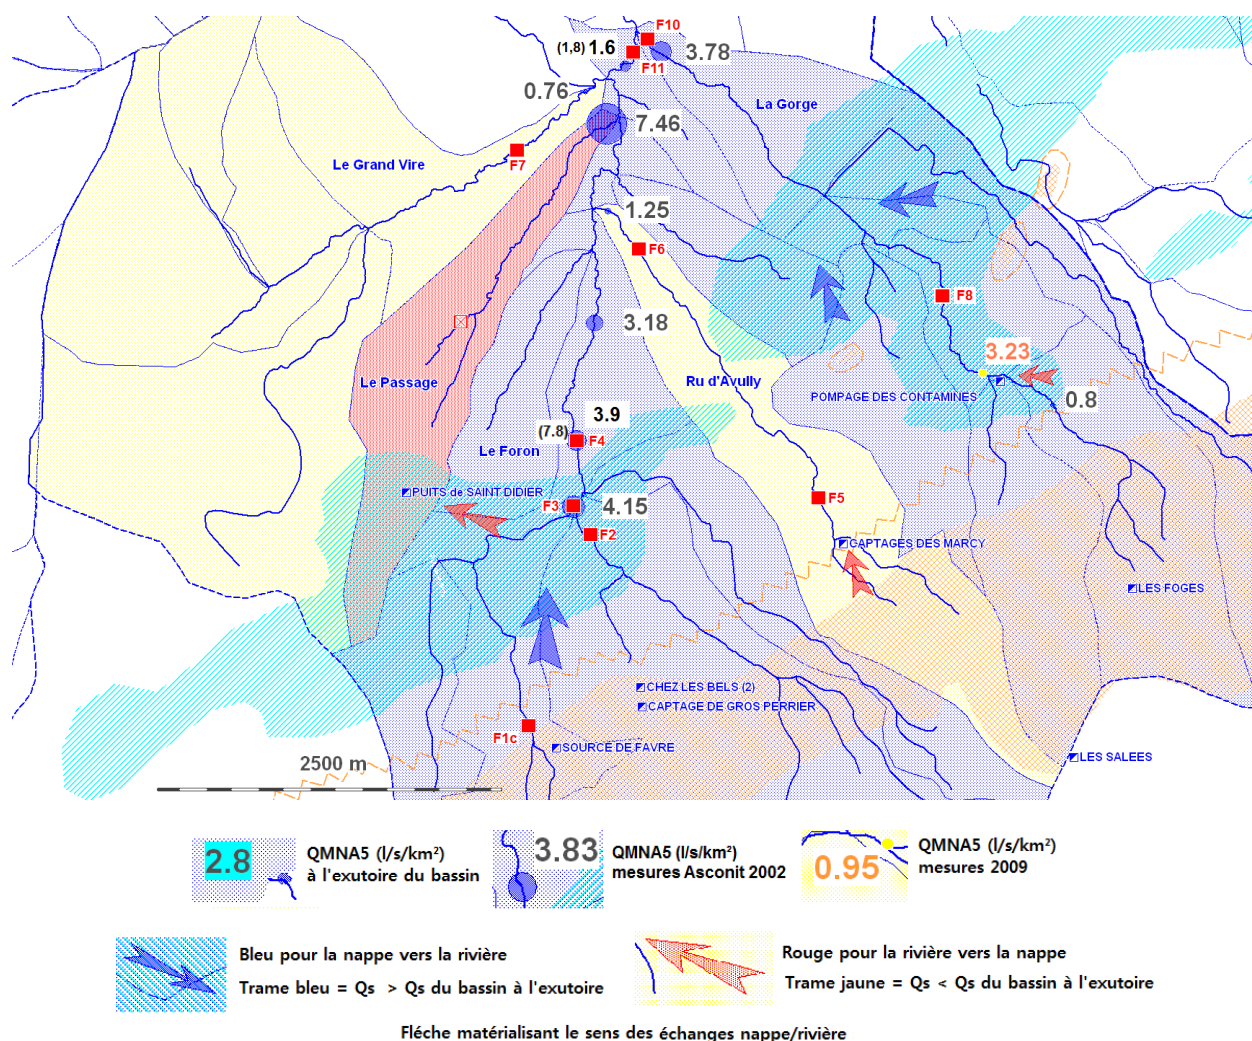 F10
(1,8) 1.6
3.78
F11
0.76
La Gorge
7.46
Le Grand Vire
F7
1.25
F6
F8
3.18
3.23
Le Passage
Ru d'Avully
0.8
POMPAGE DES CONTAMINES
3.9
(7.8)
F4
Le Foron
PUITS de SAINT DIDIER
F3
4.15
F5
F2
CAPTAGES DES MARCY
LES FOGES
CHEZ LES BELS (2)
CAPTAGE DE GROS PERRIER
F1c
SOURCE DE FAVRE
LES SALEES
2500 m
2.8
QMNA5 (l/s/km²)
à l'exutoire du bassin
3.83
QMNA5 (l/s/km²)
mesures Asconit 2002
0.95
QMNA5 (l/s/km²)
mesures 2009
Bleu pour la nappe vers la rivière
Trame bleu = Qs > Qs du bassin à l'exutoire
Rouge pour la rivière vers la nappe
Trame jaune = Qs < Qs du bassin à l'exutoire
Fléche matérialisant le sens des échanges nappe/rivière